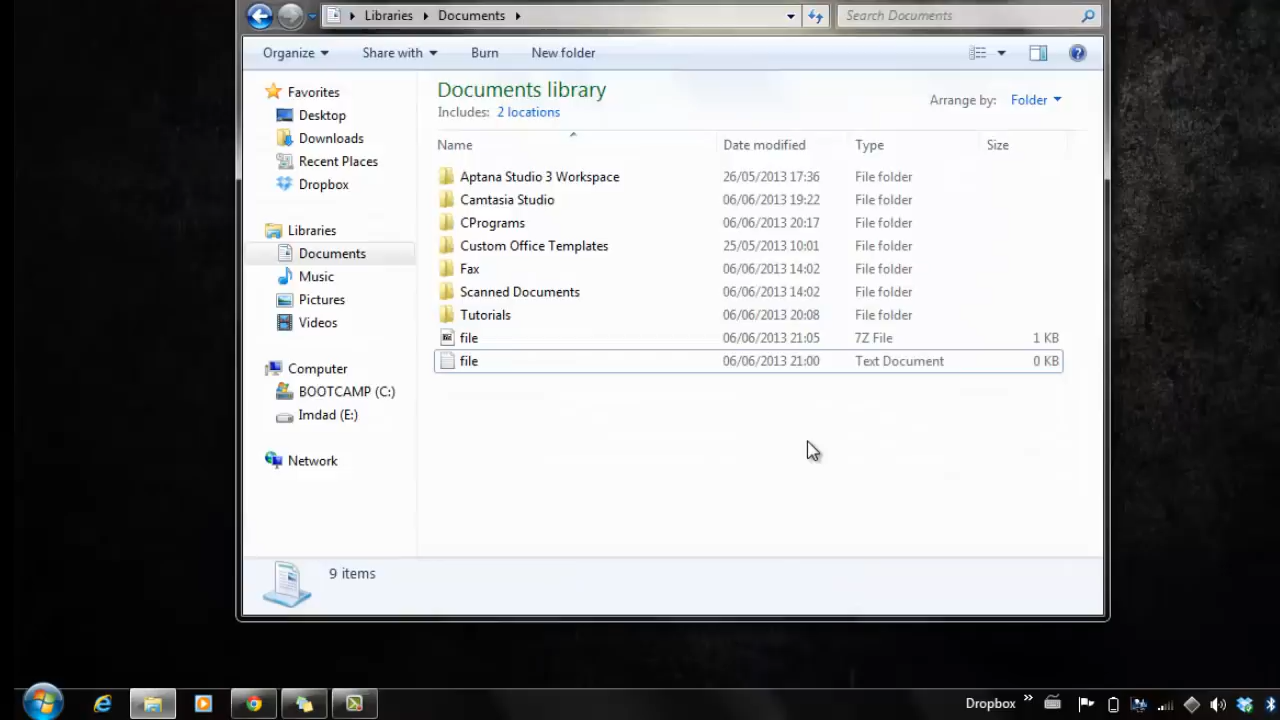 Libraries Documents Search Documents
Organize Share with Burn New folder
Favorites
Desktop
Downloads
Recent Places
Dropbox
Libraries
Documents
Music
Pictures
Videos
Computer
BOOTCAMP (C:)
Imdad (E:)
Network
Documents library
Includes: 2 locations
Arrange by: Folder
Name Date modified Type Size
Aptana Studio 3 Workspace 26/05/2013 17:36 File folder
Camtasia Studio 06/06/2013 19:22 File folder
CPrograms 06/06/2013 20:17 File folder
Custom Office Templates 25/05/2013 10:01 File folder
Fax 06/06/2013 14:02 File folder
Scanned Documents 06/06/2013 14:02 File folder
Tutorials 06/06/2013 20:08 File folder
file 06/06/2013 21:05 7Z File 1 KB
file 06/06/2013 21:00 Text Document 0 KB
9 items
Dropbox »